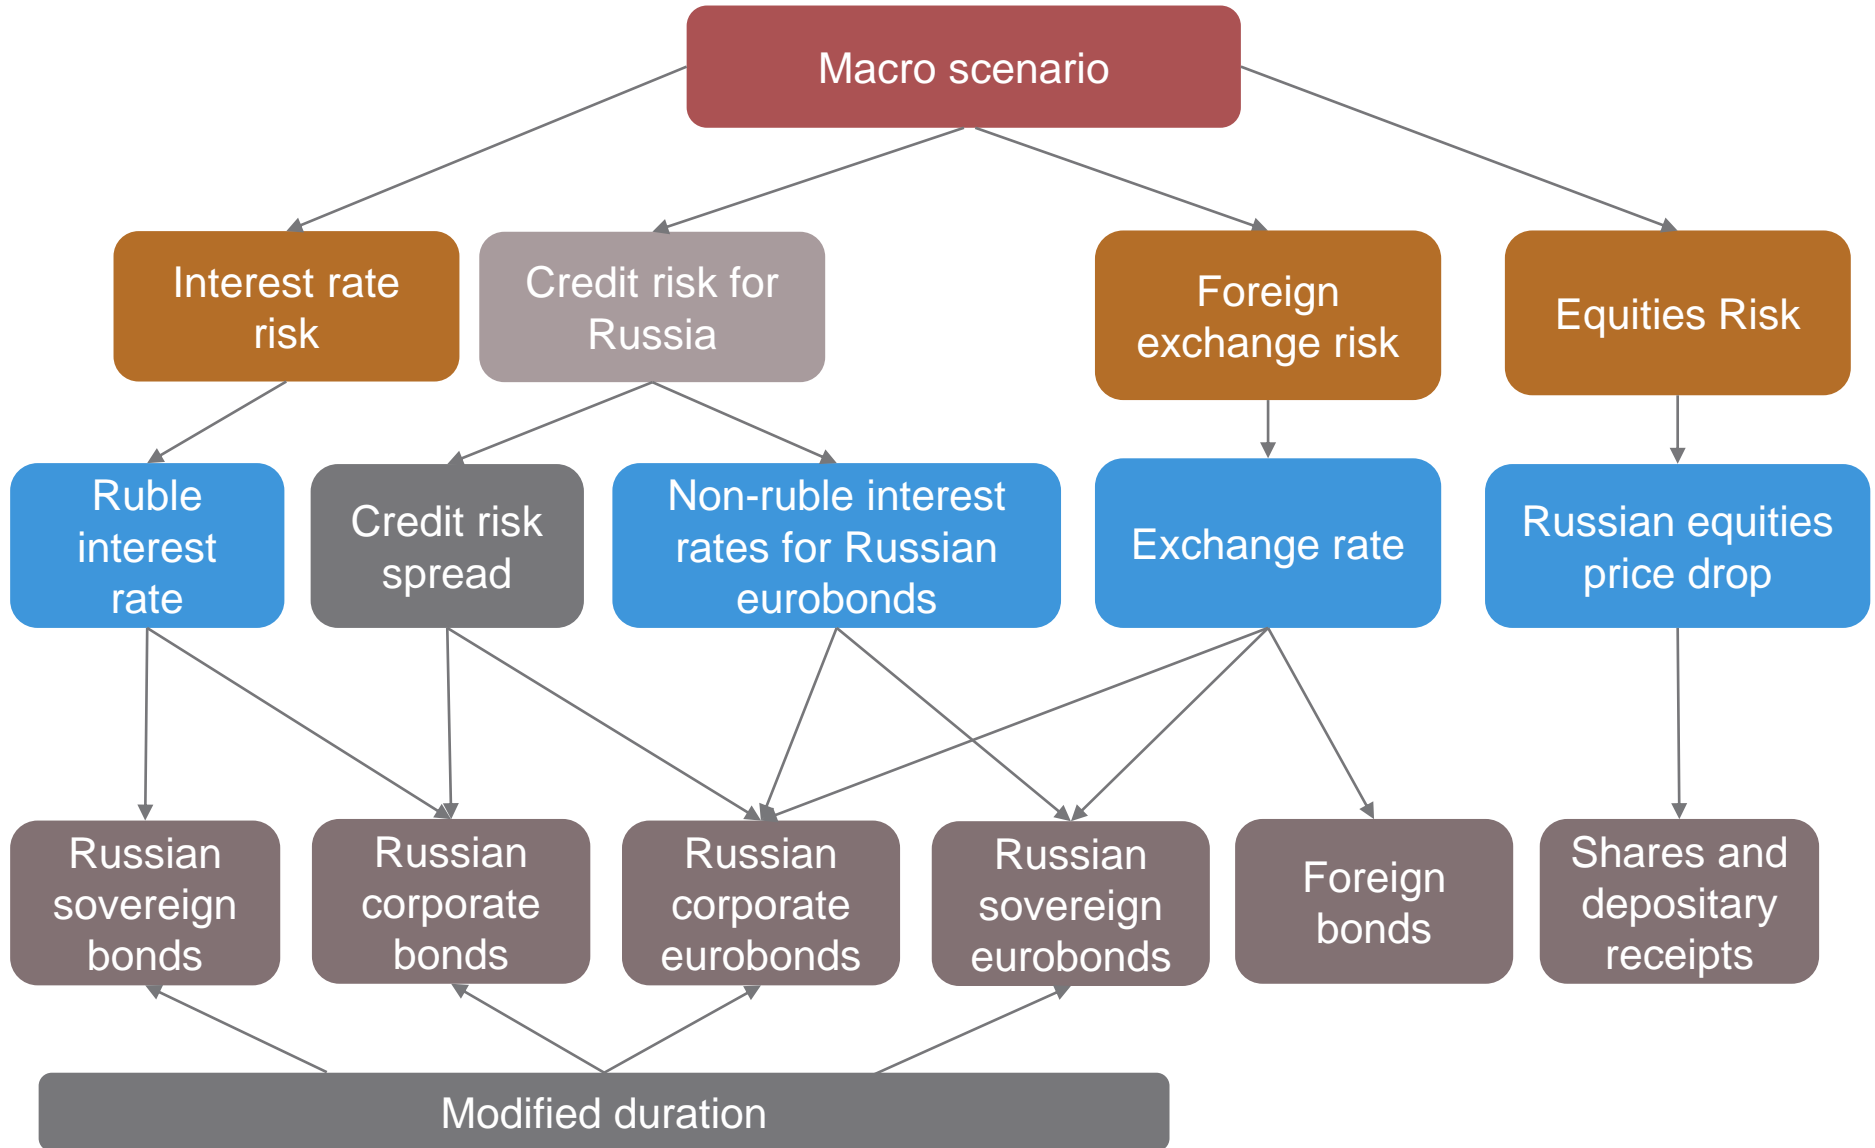 Macro scenario
Interest rate
risk
Credit risk for
Russia
Foreign
exchange risk
Equities Risk
Ruble
interest
rate
Credit risk
spread
Non-ruble interest
rates for Russian
eurobonds
Exchange rate
Russian equities
price drop
Russian
sovereign
bonds
Russian
corporate
bonds
Russian
corporate
eurobonds
Russian
sovereign
eurobonds
Foreign
bonds
Shares and
depositary
receipts
Modified duration